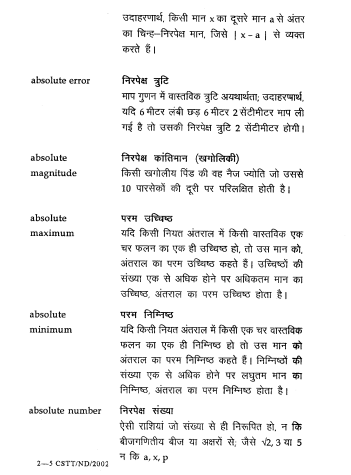 उदाहरणार्थ, किसी मान x का दूसरे मान a से अंतर
का चिन्ह—निरपेक्ष मान, जिसे | x – a | से व्यक्त
करते हैं।
absolute error निरपेक्ष त्रुटि
माप गुणन में वास्तविक त्रुटि अयथार्थता; उदाहरणार्थ,
यदि 6 मीटर लंबी छड़ 6 मीटर 2 सेंटीमीटर माप ली
गई है तो उसकी निरपेक्ष त्रुटि 2 सेंटीमीटर होगी।
absolute निरपेक्ष कांतिमान (खगोलिकी)
magnitude किसी खगोलीय पिंड की वह नैज ज्योति जो उससे
10 पारसेकों की दूरी पर परिलक्षित होती है।
absolute परम उच्चिष्ठ
maximum यदि किसी नियत अंतराल में किसी वास्तविक एक
चर फलन का एक ही उच्चिष्ठ हो, तो उस मान को,
अंतराल का परम उच्चिष्ठ कहते हैं। उच्चिष्ठों की
संख्या एक से अधिक होने पर अधिकतम मान का
उच्चिष्ठ, अंतराल का परम उच्चिष्ठ होता है।
absolute परम निम्निष्ठ
minimum यदि किसी नियत अंतराल में किसी एक चर वास्तविक
फलन का एक ही निम्निष्ठ हो तो उस मान को
अंतराल का परम निम्निष्ठ कहते हैं। निम्निष्ठों की
संख्या एक से अधिक होने पर लघुतम मान का
निम्निष्ठ, अंतराल का परम निम्निष्ठ होता है।
absolute number निरपेक्ष संख्या
ऐसी राशियां जो संख्या से ही निरूपित हो, न कि
बीजगणितीय बीज या अक्षरों से; जैसे √2, 3 या 5
न कि a, x, p
2—5 CSTT/ND/2002